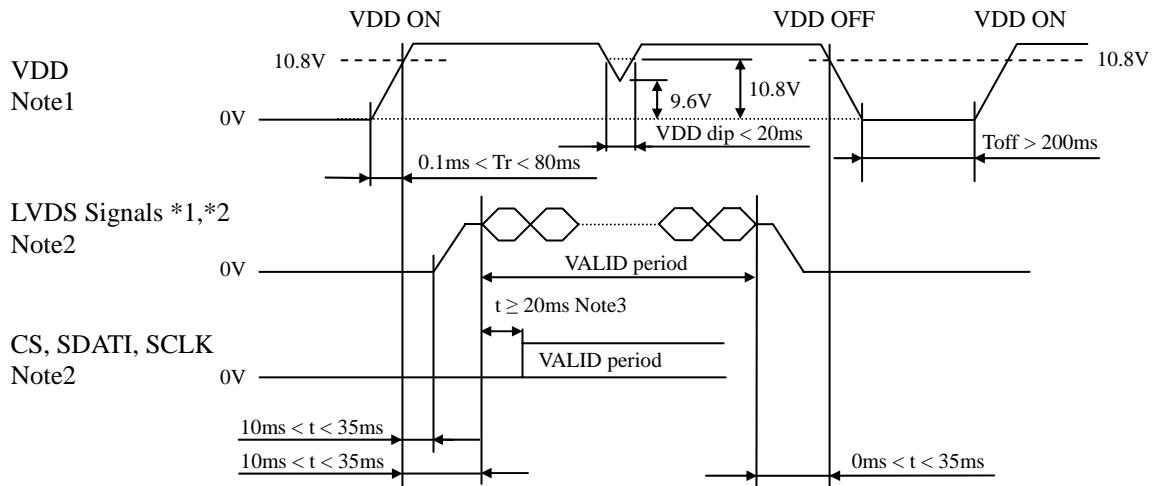 VDD ON
VDD OFF
VDD ON
10.8V
10.8V
VDD
Note1
10.8V
9.6V
0V
VDD dip < 20ms
Toff > 200ms
0.1ms < Tr < 80ms
LVDS Signals *1,*2
Note2
0V
VALID period
t ≥ 20ms Note3
CS, SDATI, SCLK
Note2
VALID period
0V
10ms < t < 35ms
10ms < t < 35ms
0ms < t < 35ms